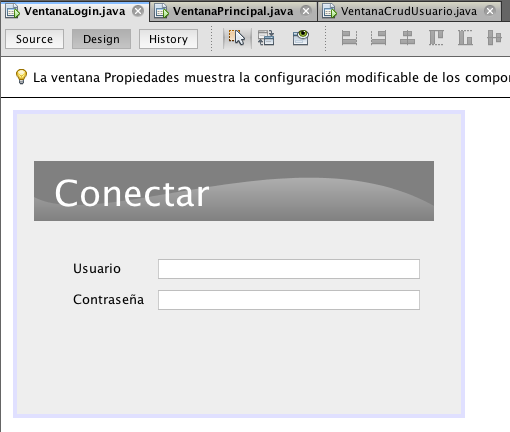 VentanaLogin.java VentanaPrincipal.java VentanaCrudUsuario.java
Source Design History
La ventana Propiedades muestra la configuración modificable de los compo
Conectar
Usuario
Contraseña